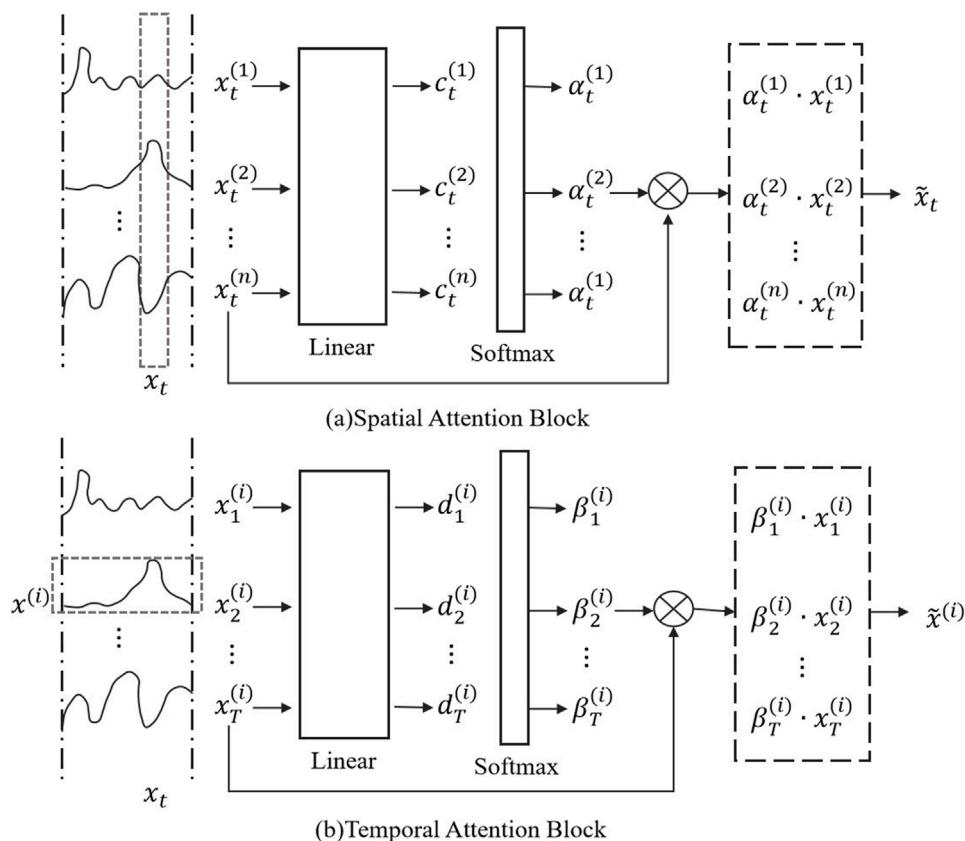 x_t^{(1)} c_t^{(1)} α_t^{(1)} α_t^{(1)} · x_t^{(1)}
x_t^{(2)} c_t^{(2)} α_t^{(2)} α_t^{(2)} · x_t^{(2)} x̃_t
⋮ ⋮ ⋮ ⋮ ⋮
x_t^{(n)} c_t^{(n)} α_t^{(1)} α_t^{(n)} · x_t^{(n)}
Linear Softmax
x_t
(a)Spatial Attention Block
x_1^{(i)} d_1^{(i)} β_1^{(i)} β_1^{(i)} · x_1^{(i)}
x^{(i)} x_2^{(i)} d_2^{(i)} β_2^{(i)} β_2^{(i)} · x_2^{(i)} x̃^{(i)}
⋮ ⋮ ⋮ ⋮ ⋮
x_T^{(i)} d_T^{(i)} β_T^{(i)} β_T^{(i)} · x_T^{(i)}
Linear Softmax
x_t
(b)Temporal Attention Block